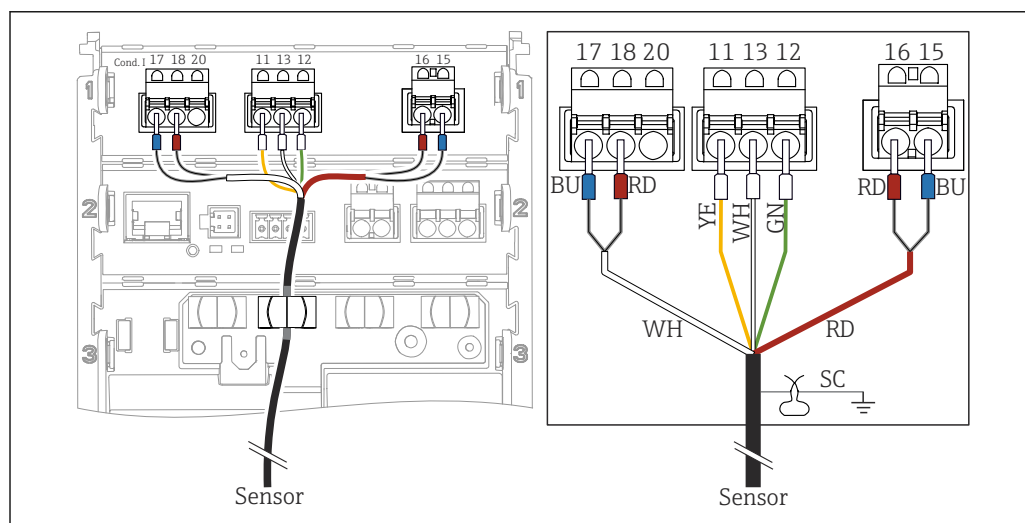 Cond. I 17 18 20 11 13 12 16 15
1 1
2 2
3 3
Sensor
17 18 20 11 13 12 16 15
BU RD YE WH GN RD BU
WH RD
SC
Sensor